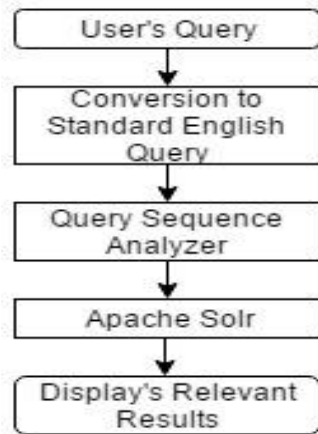 User's Query
Conversion to
Standard English
Query
Query Sequence
Analyzer
Apache Solr
Display's Relevant
Results